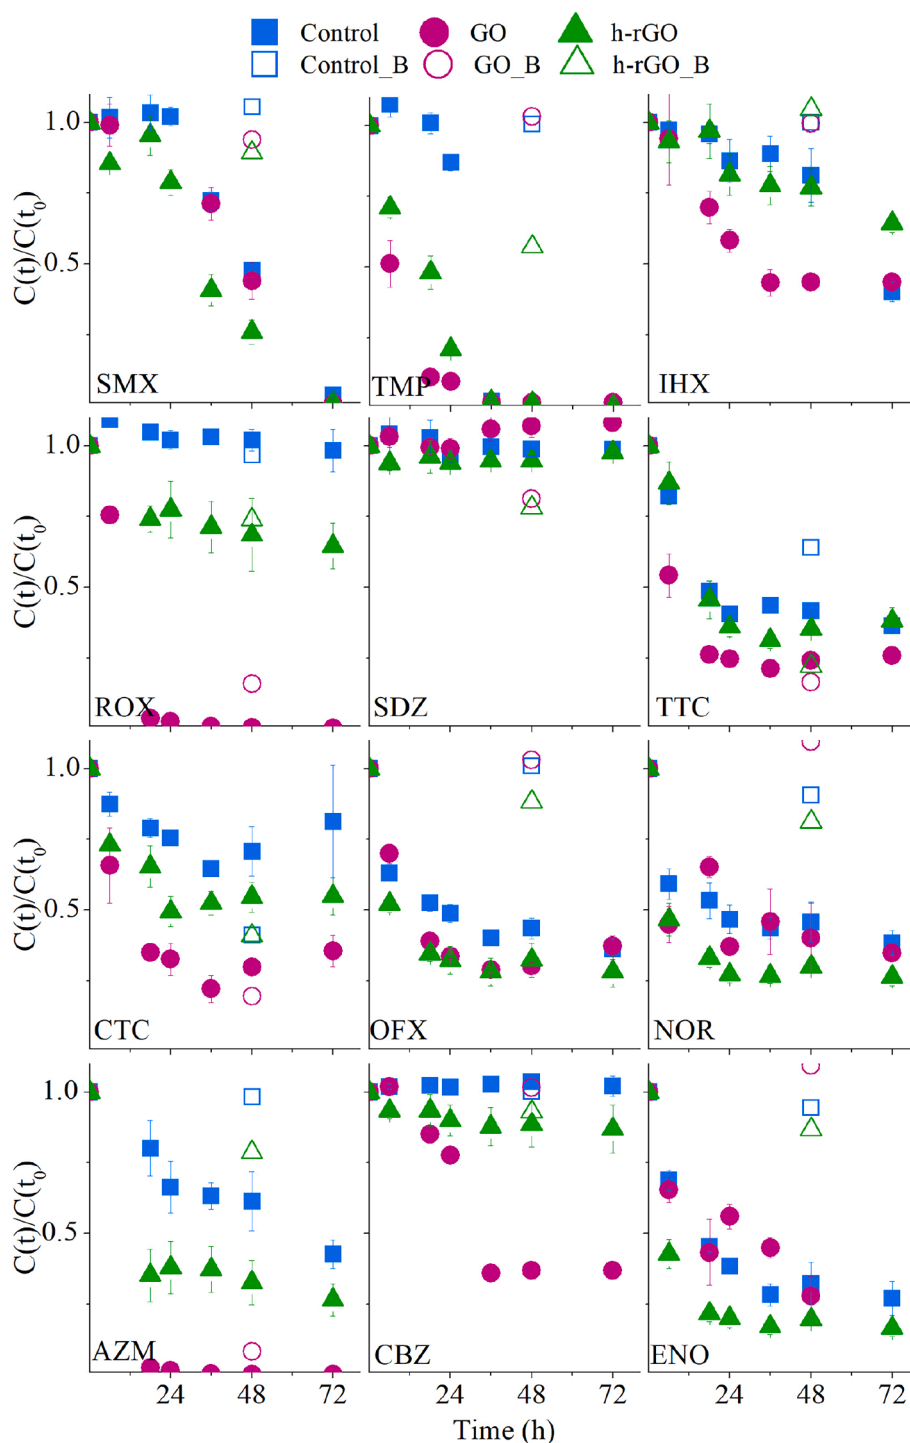 Control GO h-rGO
Control_B GO_B h-rGO_B
1.0
0.5
C(t)/C(t₀)
SMX TMP IHX
1.0
0.5
C(t)/C(t₀)
ROX SDZ TTC
1.0
0.5
C(t)/C(t₀)
CTC OFX NOR
1.0
0.5
C(t)/C(t₀)
AZM CBZ ENO
24 48 72 24 48 72 24 48 72
Time (h)